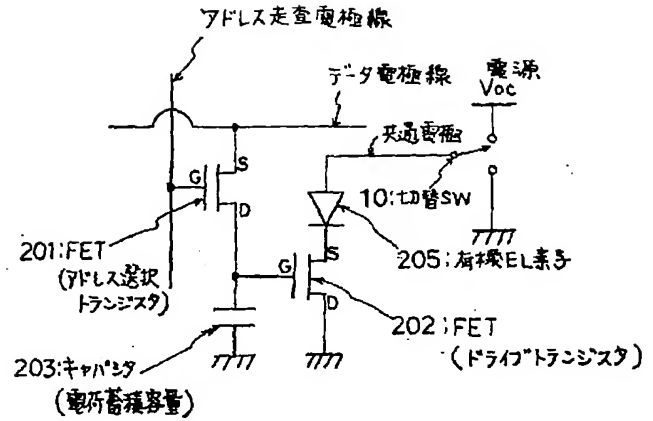 アドレス走査電極線
データ電極線
電源
Voc
共通電極
G
S
D
10:切替SW
201:FET
(アドレス選択
トランジスタ)
205:有機EL素子
G
S
D
202:FET
(ドライブトランジスタ)
203:キャパシタ
(電荷蓄積容量)